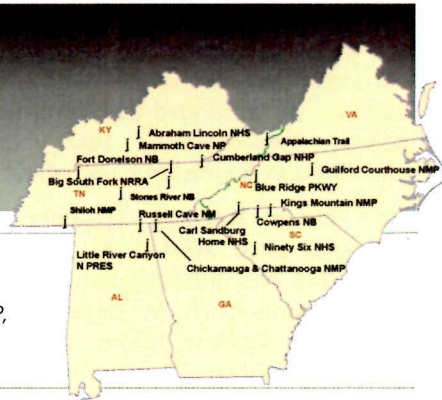 VA
KY
Abraham Lincoln NHS
Mammoth Cave NP
Appalachian Trail
Fort Donelson NB
Cumberland Gap NHP
Guilford Courthouse NMP
Big South Fork NRRA
NC
TN
Stones River NB
Blue Ridge PKWY
Shiloh NMP
Kings Mountain NMP
Russell Cave NM
Cowpens NB
Carl Sandburg
Home NHS
SC
Ninety Six NHS
Little River Canyon
N PRES
Chickamauga & Chattanooga NMP
AL
GA